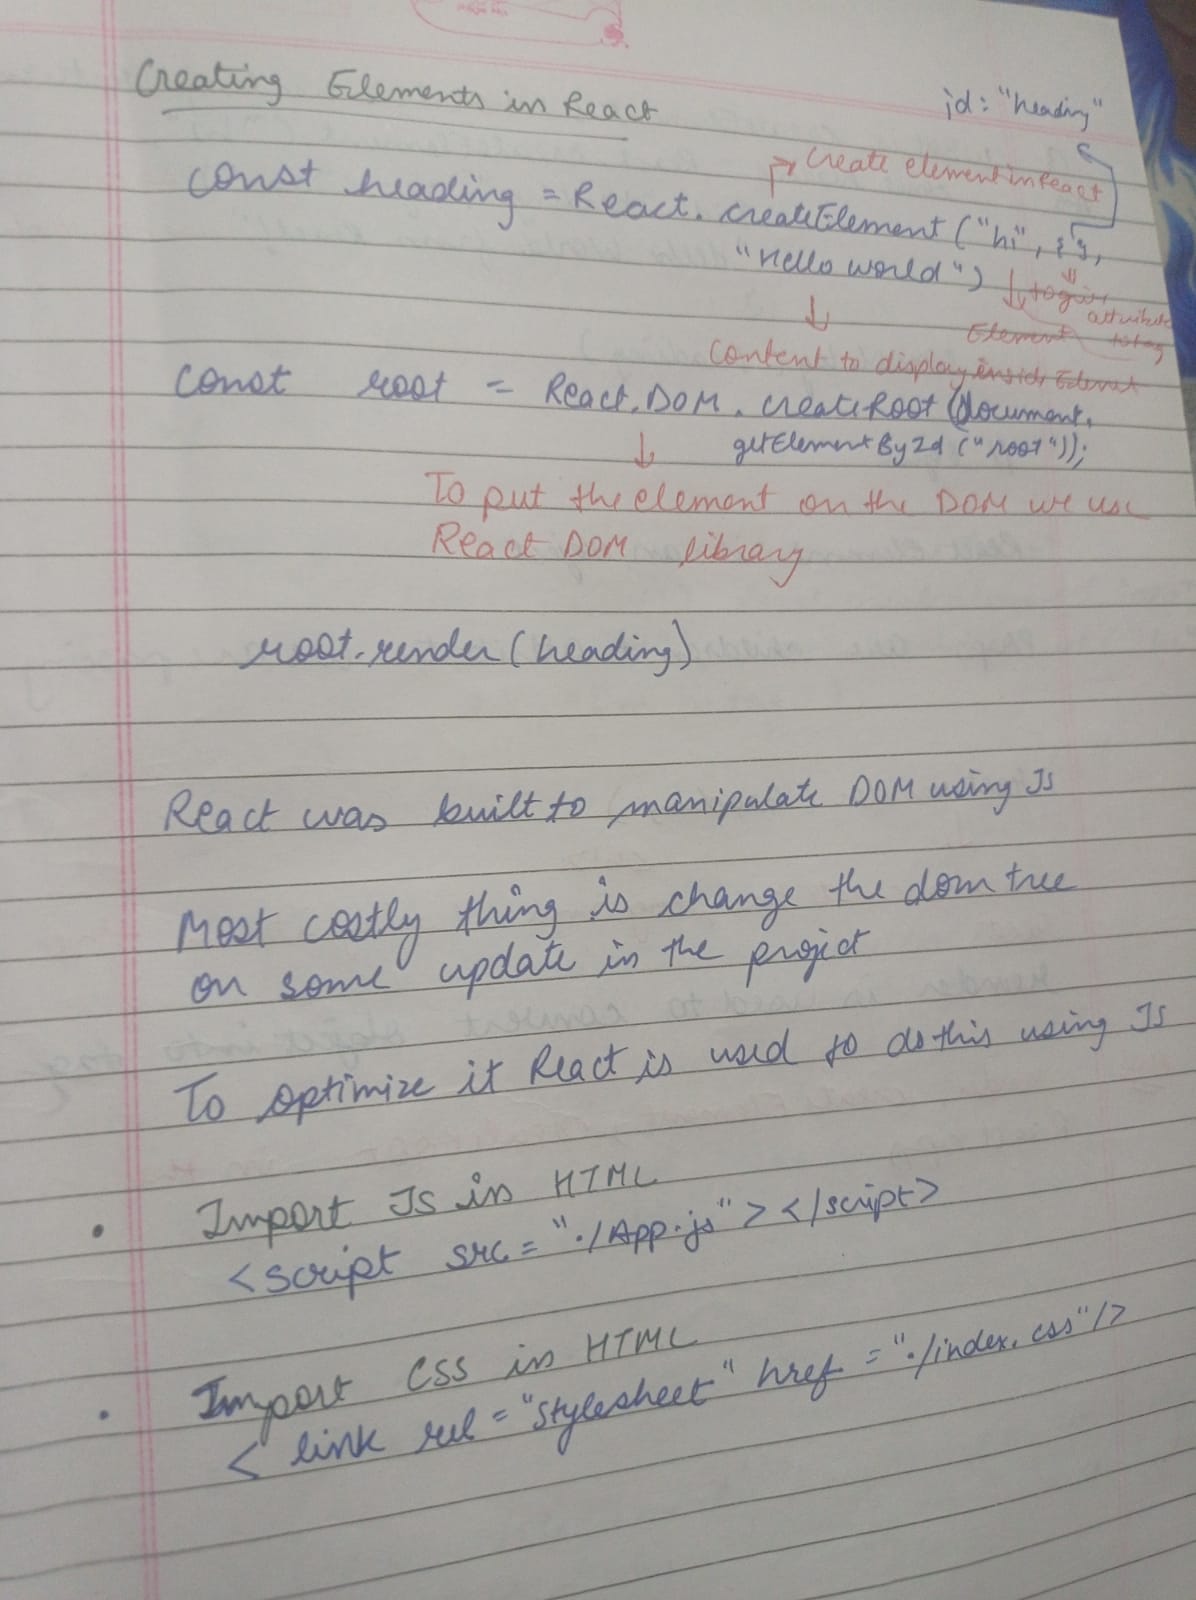 Creating Elements in React
id: "heading"
Create element in React
const heading = React.createElement ("h1", {},
"Hello world")
to give
attribute
to tag
Element
Content to display inside Element
const root = React.DOM.createRoot (document.
getElementById ("root"));
To put the element on the DOM we use
React DOM library
root.render (heading)
React was built to manipulate DOM using Js
Most costly thing is change the dom tree
on some update in the project
To optimize it React is used to do this using Js
• Import Js in HTML
<script src = "./App.js"></script>
• Import CSS in HTML
< link rel = "stylesheet" href = "./index.css"/>